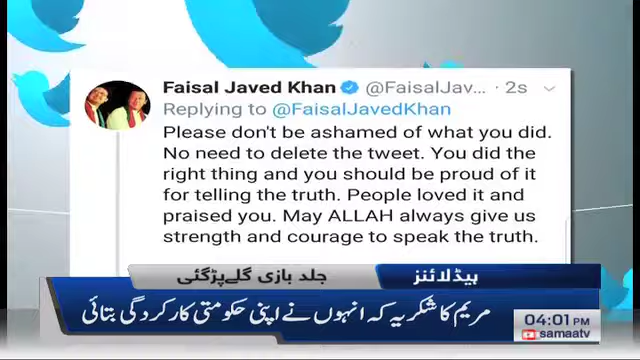 Faisal Javed Khan @FaisalJav... · 2s
Replying to @FaisalJavedKhan
Please don't be ashamed of what you did.
No need to delete the tweet. You did the
right thing and you should be proud of it
for telling the truth. People loved it and
praised you. May ALLAH always give us
strength and courage to speak the truth.
ہیڈلائنز
جلد بازی گلے پڑگئی
مریم کا شکریہ کہ انہوں نے اپنی حکومتی کارکردگی بتائی
04:01 PM
samaatv